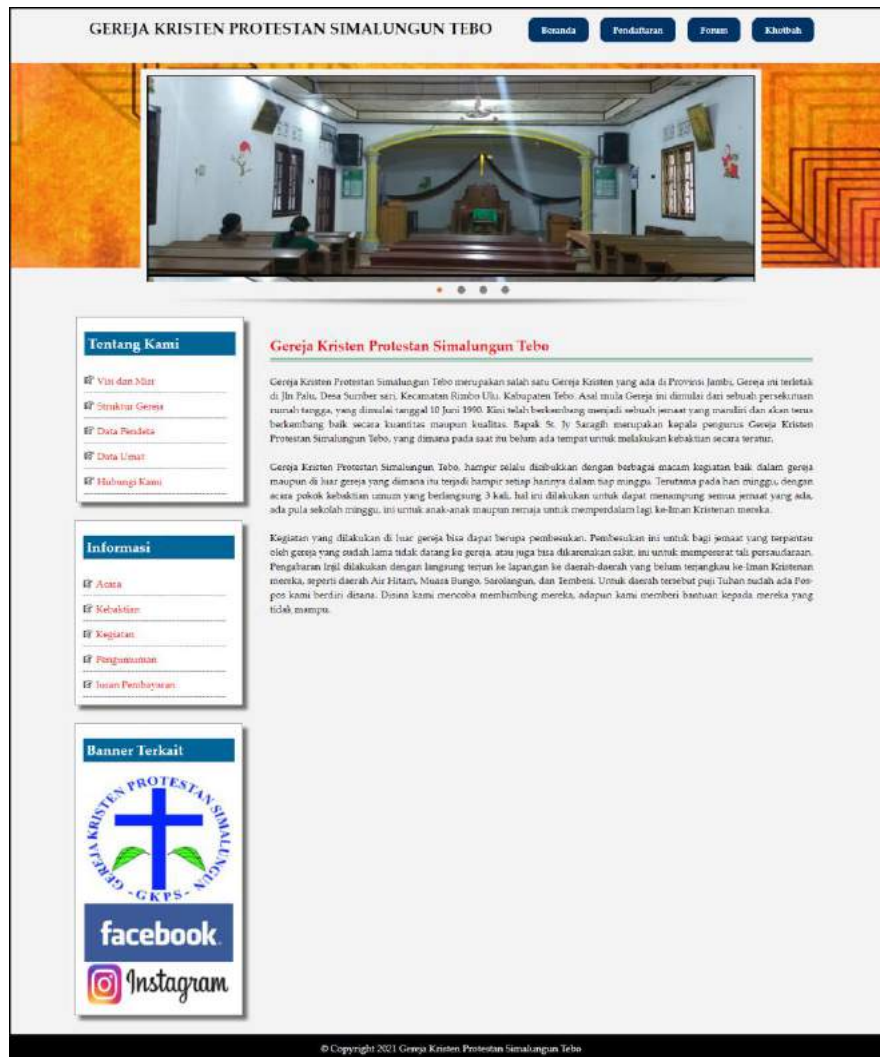 GEREJA KRISTEN PROTESTAN SIMALUNGUN TEBO
Beranda
Pendaftaran
Forum
Khotbah
Tentang Kami
Visi dan Misi
Struktur Gereja
Data Pendeta
Data Umat
Hubungi Kami
Informasi
Acara
Kebaktian
Kegiatan
Pengumuman
Iuran Pembayaran
Banner Terkait
GEREJA KRISTEN PROTESTAN SIMALUNGUN
-GKPS-
facebook
Instagram
Gereja Kristen Protestan Simalungun Tebo
Gereja Kristen Protestan Simalungun Tebo merupakan salah satu Gereja Kristen yang ada di Provinsi Jambi, Gereja ini terletak
di Jln Palu, Desa Sumber sari, Kecamatan Rimbo Ulu, Kabupaten Tebo. Asal mula Gereja ini dimulai dari sebuah persekutuan
rumah tangga, yang dimulai tanggal 10 Juni 1990. Kini telah berkembang menjadi sebuah jemaat yang mandiri dan akan terus
berkembang baik secara kuantitas maupun kualitas. Bapak St. Jy Saragih merupakan kepala pengurus Gereja Kristen
Protestan Simalungun Tebo, yang dimana pada saat itu belum ada tempat untuk melakukan kebaktian secara teratur.
Gereja Kristen Protestan Simalungun Tebo, hampir selalu disibukkan dengan berbagai macam kegiatan baik dalam gereja
maupun di luar gereja yang dimana itu terjadi hampir setiap harinya dalam tiap minggu. Terutama pada hari minggu, dengan
acara pokok kebaktian umum yang berlangsung 3 kali, hal ini dilakukan untuk dapat menampung semua jemaat yang ada,
ada pula sekolah minggu, ini untuk anak-anak maupun remaja untuk memperdalam lagi ke-Iman Kristenan mereka.
Kegiatan yang dilakukan di luar gereja bisa dapat berupa pembesukan. Pembesukan ini untuk bagi jemaat yang terpantau
oleh gereja yang sudah lama tidak datang ke gereja, atau juga bisa dikarenakan sakit, ini untuk mempererat tali persaudaraan.
Pengabaran Injil dilakukan dengan langsung terjun ke lapangan ke daerah-daerah yang belum terjangkau ke-Iman Kristenan
mereka, seperti daerah Air Hitam, Muara Bungo, Sarolangun, dan Tembesi. Untuk daerah tersebut puji Tuhan sudah ada Pos-
pos kami berdiri disana. Disina kami mencoba membimbing mereka, adapun kami memberi bantuan kepada mereka yang
tidak mampu.
© Copyright 2021 Gereja Kristen Protestan Simalungun Tebo